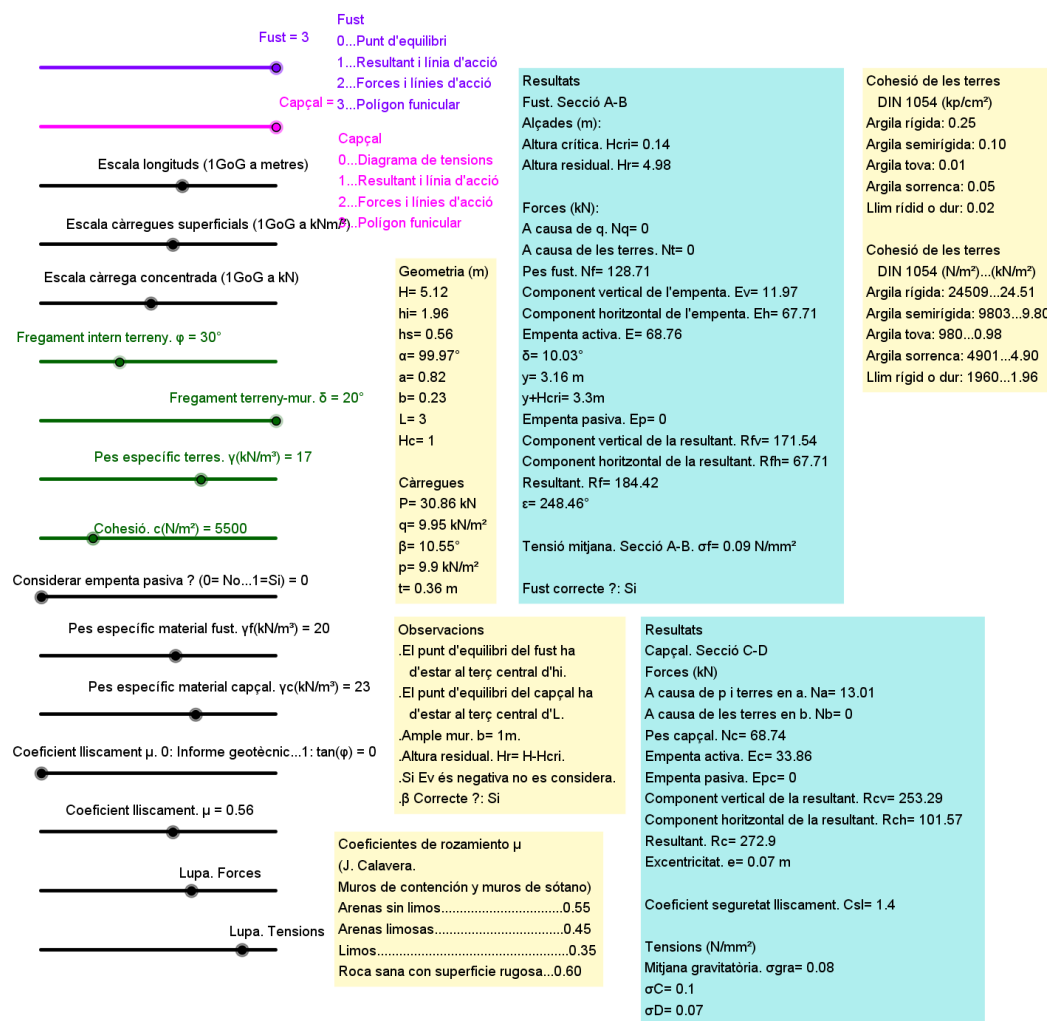 Fust = 3
Capçal =
Escala longituds (1GoG a metres)
Escala càrregues superficials (1GoG a kNm/²)
Escala càrrega concentrada (1GoG a kN)
Fregament intern terreny. φ = 30°
Fregament terreny-mur. δ = 20°
Pes específic terres. γ(kN/m³) = 17
Cohesió. c(N/m²) = 5500
Considerar empenta pasiva ? (0= No...1=Si) = 0
Pes específic material fust. γf(kN/m³) = 20
Pes específic material capçal. γc(kN/m³) = 23
Coeficient lliscament μ. 0: Informe geotècnic...1: tan(φ) = 0
Coeficient lliscament. μ = 0.56
Lupa. Forces
Lupa. Tensions
Fust
0...Punt d'equilibri
1...Resultant i línia d'acció
2...Forces i línies d'acció
3...Polígon funicular
Capçal
0...Diagrama de tensions
1...Resultant i línia d'acció
2...Forces i línies d'acció
3...Polígon funicular
Geometria (m)
H= 5.12
hi= 1.96
hs= 0.56
α= 99.97°
a= 0.82
b= 0.23
L= 3
Hc= 1
Càrregues
P= 30.86 kN
q= 9.95 kN/m²
β= 10.55°
p= 9.9 kN/m²
t= 0.36 m
Resultats
Fust. Secció A-B
Alçades (m):
Altura crítica. Hcri= 0.14
Altura residual. Hr= 4.98
Forces (kN):
A causa de q. Nq= 0
A causa de les terres. Nt= 0
Pes fust. Nf= 128.71
Component vertical de l'empenta. Ev= 11.97
Component horitzontal de l'empenta. Eh= 67.71
Empenta activa. E= 68.76
δ= 10.03°
y= 3.16 m
y+Hcri= 3.3m
Empenta pasiva. Ep= 0
Component vertical de la resultant. Rfv= 171.54
Component horitzontal de la resultant. Rfh= 67.71
Resultant. Rf= 184.42
ε= 248.46°
Tensió mitjana. Secció A-B. σf= 0.09 N/mm²
Fust correcte ?: Si
Cohesió de les terres
DIN 1054 (kp/cm²)
Argila rígida: 0.25
Argila semirígida: 0.10
Argila tova: 0.01
Argila sorrenca: 0.05
Llim rídid o dur: 0.02
Cohesió de les terres
DIN 1054 (N/m²)...(kN/m²)
Argila rígida: 24509...24.51
Argila semirígida: 9803...9.80
Argila tova: 980...0.98
Argila sorrenca: 4901...4.90
Llim rígid o dur: 1960...1.96
Observacions
.El punt d'equilibri del fust ha
d'estar al terç central d'hi.
.El punt d'equilibri del capçal ha
d'estar al terç central d'L.
.Ample mur. b= 1m.
.Altura residual. Hr= H-Hcri.
.Si Ev és negativa no es considera.
.β Correcte ?: Si
Coeficientes de rozamiento μ
(J. Calavera.
Muros de contención y muros de sótano)
Arenas sin limos.................................0.55
Arenas limosas...................................0.45
Limos.....................................................0.35
Roca sana con superficie rugosa...0.60
Resultats
Capçal. Secció C-D
Forces (kN)
A causa de p i terres en a. Na= 13.01
A causa de les terres en b. Nb= 0
Pes capçal. Nc= 68.74
Empenta activa. Ec= 33.86
Empenta pasiva. Epc= 0
Component vertical de la resultant. Rcv= 253.29
Component horitzontal de la resultant. Rch= 101.57
Resultant. Rc= 272.9
Excentricitat. e= 0.07 m
Coeficient seguretat lliscament. Csl= 1.4
Tensions (N/mm²)
Mitjana gravitatòria. σgra= 0.08
σC= 0.1
σD= 0.07